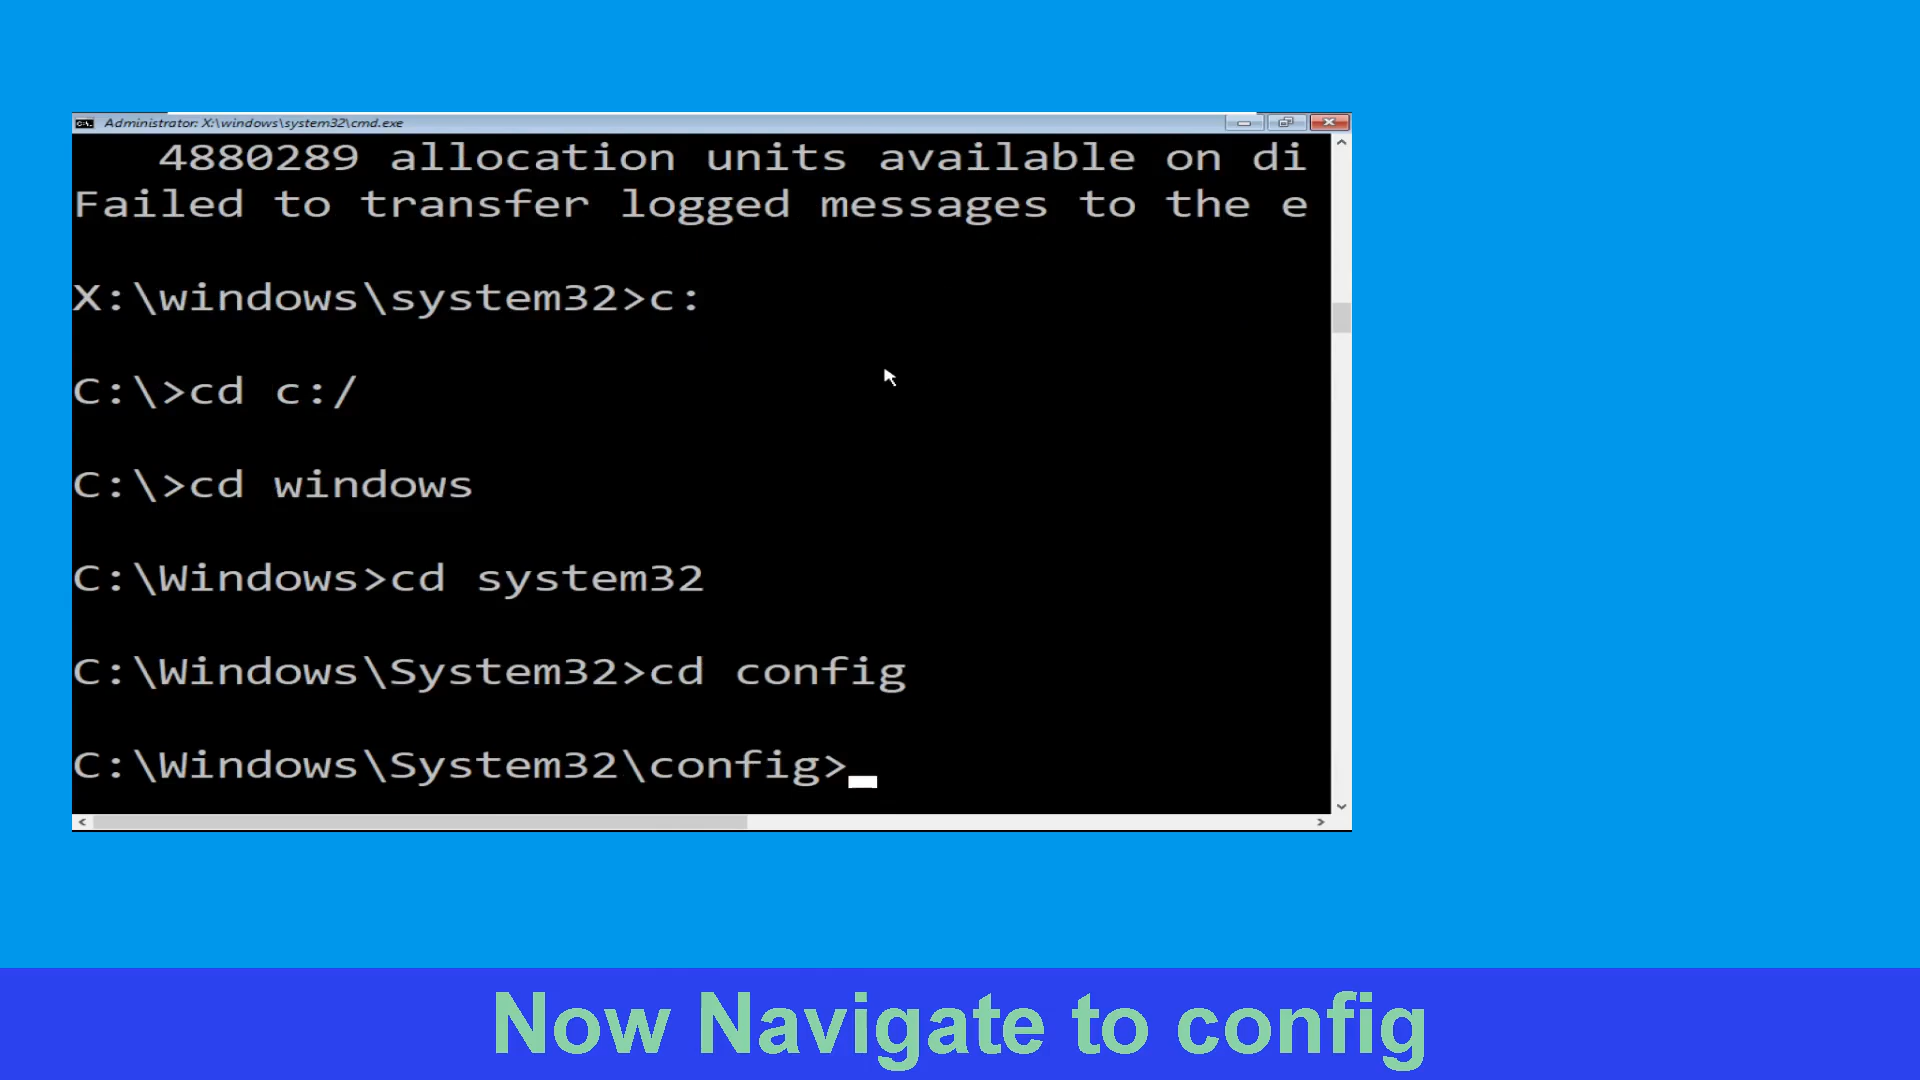 Administrator: X:\windows\system32\cmd.exe
4880289 allocation units available on di
Failed to transfer logged messages to the e
X:\windows\system32>c:
C:\>cd c:/
C:\>cd windows
C:\Windows>cd system32
C:\Windows\System32>cd config
C:\Windows\System32\config>
Now Navigate to config